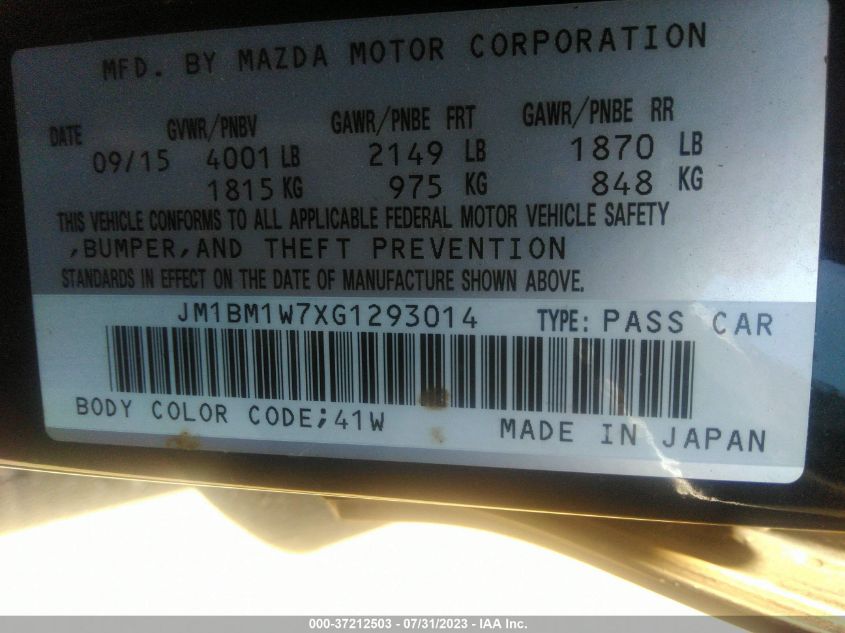 MFD. BY MAZDA MOTOR CORPORATION
DATE GVWR/PNBV GAWR/PNBE FRT GAWR/PNBE RR
09/15 4001 LB 2149 LB 1870 LB
1815 KG 975 KG 848 KG
THIS VEHICLE CONFORMS TO ALL APPLICABLE FEDERAL MOTOR VEHICLE SAFETY
,BUMPER,AND THEFT PREVENTION
STANDARDS IN EFFECT ON THE DATE OF MANUFACTURE SHOWN ABOVE.
JM1BM1W7XG1293014 TYPE: PASS CAR
BODY COLOR CODE;41W MADE IN JAPAN
000-37212503 - 07/31/2023 - IAA Inc.